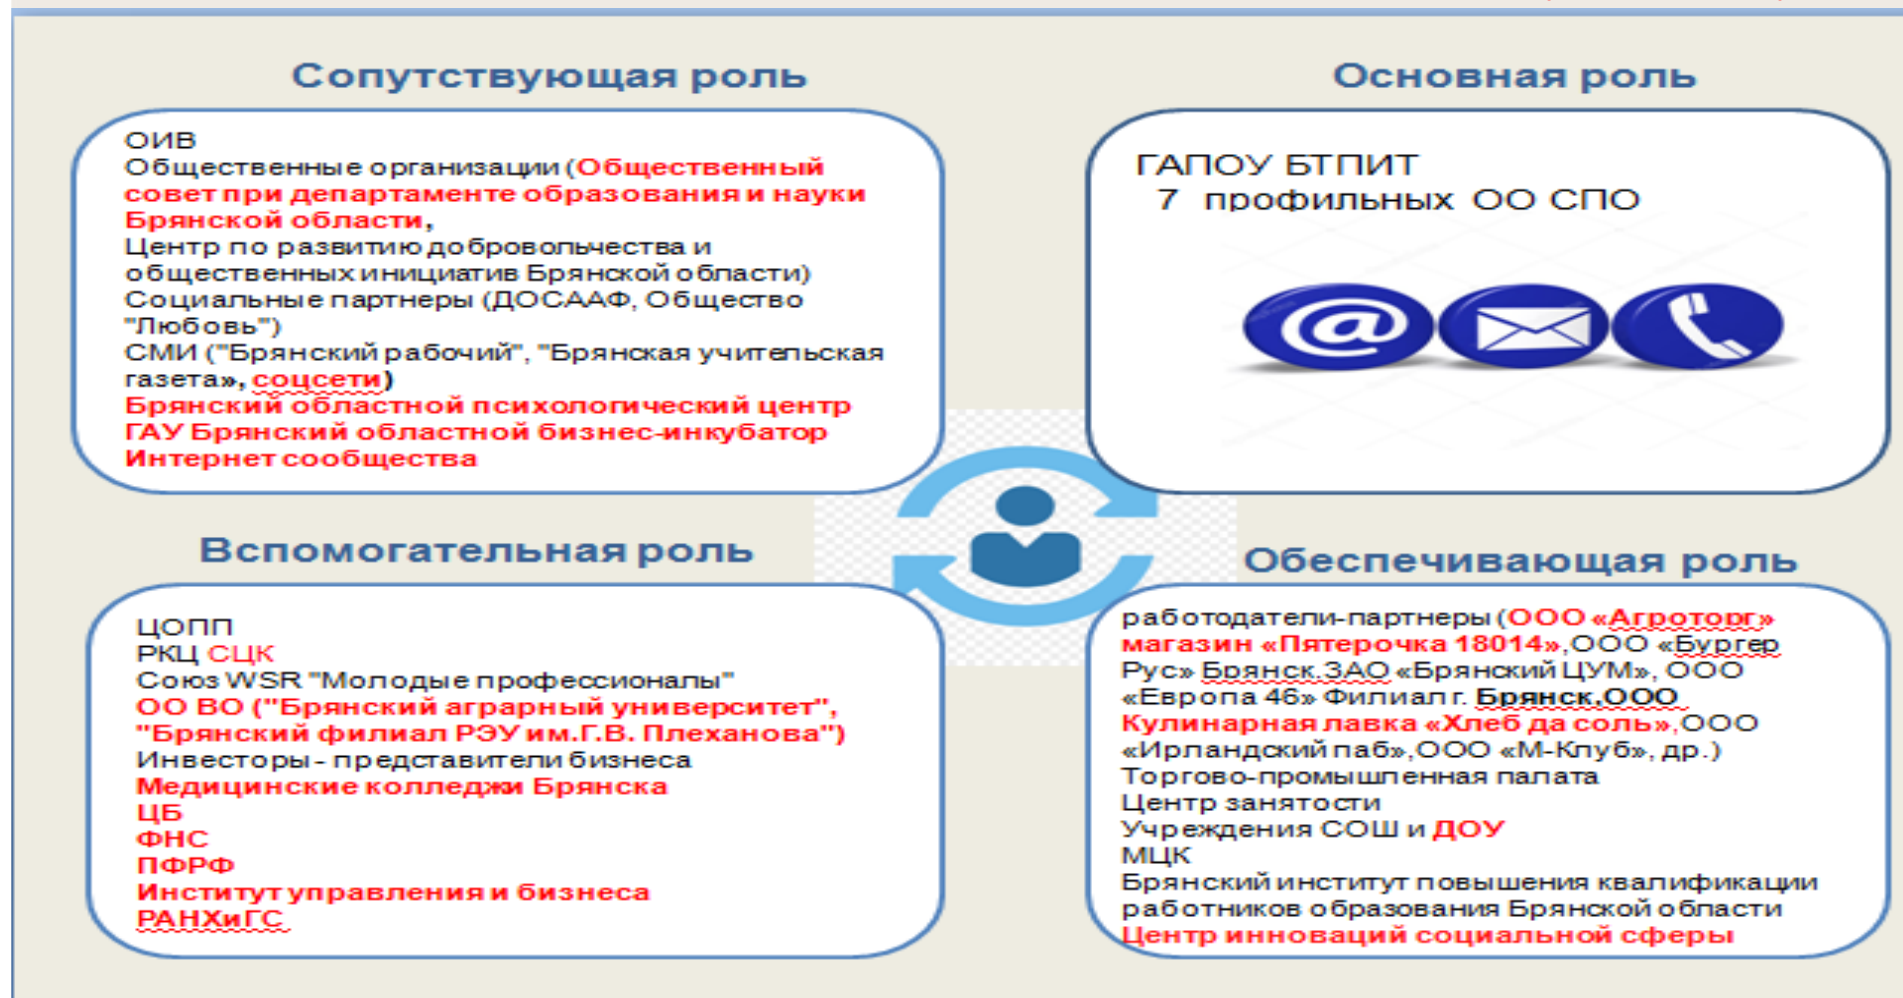 Сопутствующая роль
ОИВ
Общественные организации (Общественный
совет при департаменте образования и науки
Брянской области,
Центр по развитию добровольчества и
общественных инициатив Брянской области)
Социальные партнеры (ДОСААФ, Общество
"Любовь")
СМИ ("Брянский рабочий", "Брянская учительская
газета», соцсети)
Брянский областной психологический центр
ГАУ Брянский областной бизнес-инкубатор
Интернет сообщества
Основная роль
ГАПОУ БТПИТ
7 профильных ОО СПО
Вспомогательная роль
ЦОПП
РКЦ СЦК
Союз WSR "Молодые профессионалы"
ОО ВО ("Брянский аграрный университет",
"Брянский филиал РЭУ им.Г.В. Плеханова")
Инвесторы - представители бизнеса
Медицинские колледжи Брянска
ЦБ
ФНС
ПФРФ
Институт управления и бизнеса
РАНХиГС
Обеспечивающая роль
работодатели-партнеры (ООО «Агроторг»
магазин «Пятерочка 18014»,ООО «Бургер
Рус» Брянск.ЗАО «Брянский ЦУМ», ООО
«Европа 46» Филиал г. Брянск,ООО
Кулинарная лавка «Хлеб да соль»,ООО
«Ирландский паб»,ООО «М-Клуб», др.)
Торгово-промышленная палата
Центр занятости
Учреждения СОШ и ДОУ
МЦК
Брянский институт повышения квалификации
работников образования Брянской области
Центр инноваций социальной сферы